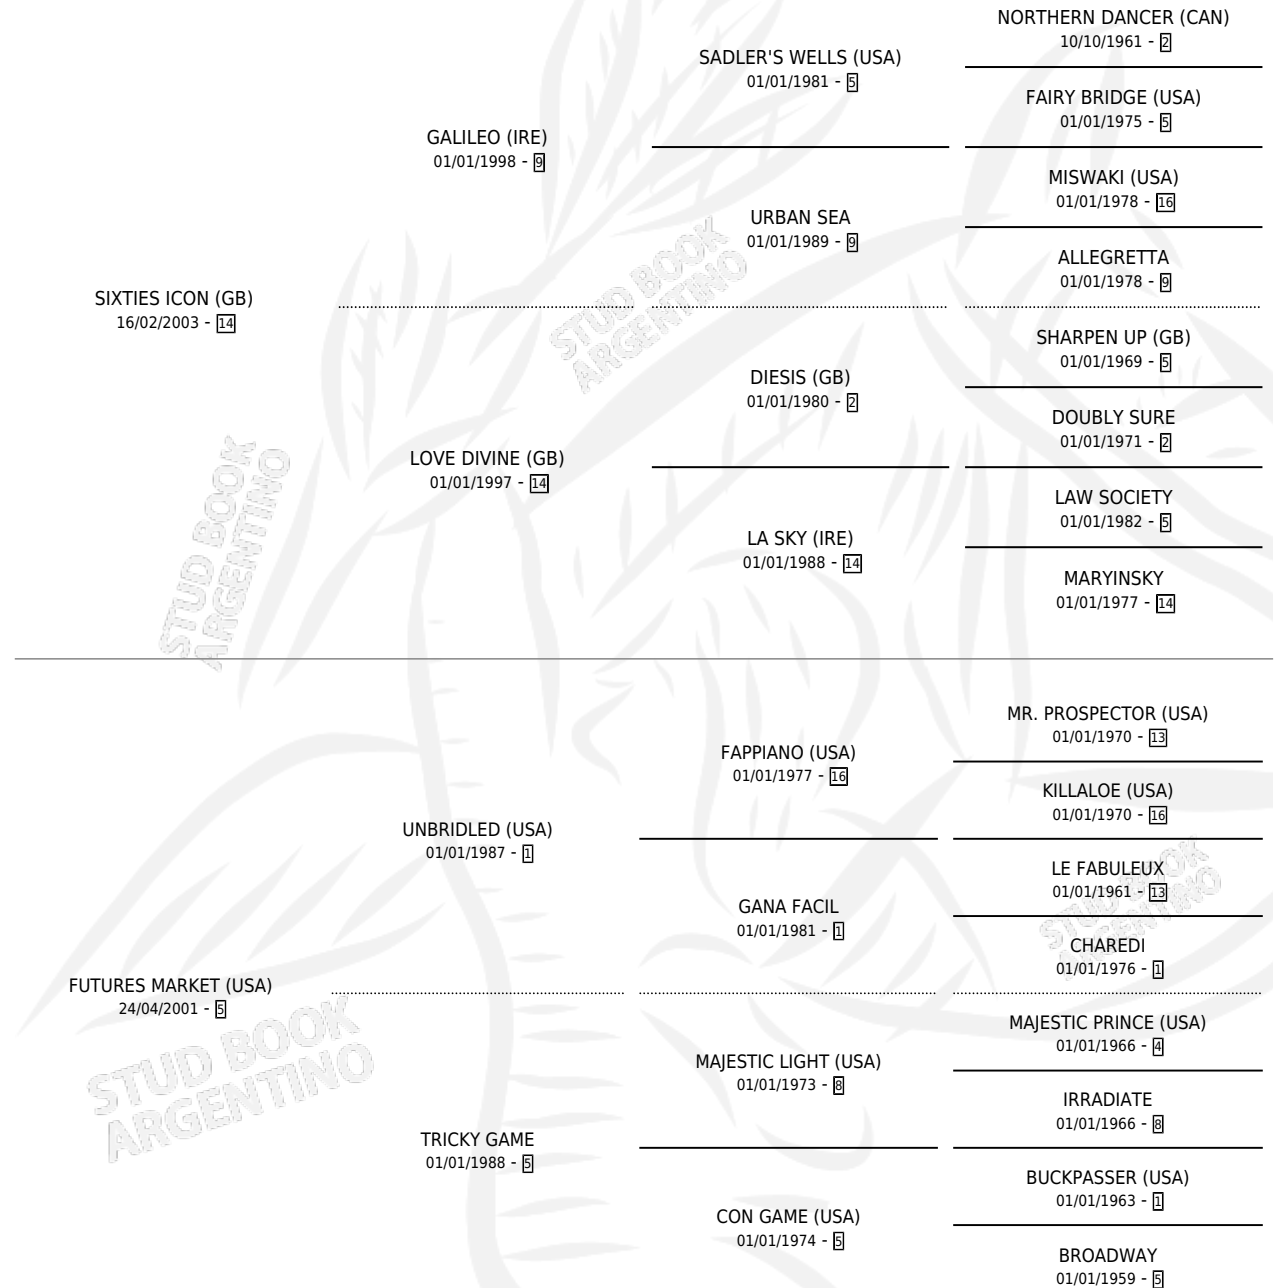 NORTHERN DANCER (CAN)
10/10/1961 - 2
SADLER'S WELLS (USA)
01/01/1981 - 5
FAIRY BRIDGE (USA)
01/01/1975 - 5
GALILEO (IRE)
01/01/1998 - 9
MISWAKI (USA)
01/01/1978 - 16
URBAN SEA
01/01/1989 - 9
ALLEGRETTA
01/01/1978 - 9
SIXTIES ICON (GB)
16/02/2003 - 14
STUD BOOK
ARGENTINO
SHARPEN UP (GB)
01/01/1969 - 5
DIESIS (GB)
01/01/1980 - 2
DOUBLY SURE
01/01/1971 - 2
LOVE DIVINE (GB)
01/01/1997 - 14
LAW SOCIETY
01/01/1982 - 5
LA SKY (IRE)
01/01/1988 - 14
MARYINSKY
01/01/1977 - 14
STUD BOOK
ARGENTINO
MR. PROSPECTOR (USA)
01/01/1970 - 13
FAPPIANO (USA)
01/01/1977 - 16
KILLALOE (USA)
01/01/1970 - 16
UNBRIDLED (USA)
01/01/1987 - 1
LE FABULEUX
01/01/1961 - 13
GANA FACIL
01/01/1981 - 1
CHAREDI
01/01/1976 - 1
STUD BOOK
ARGENTINO
FUTURES MARKET (USA)
24/04/2001 - 5
STUD BOOK
ARGENTINO
MAJESTIC PRINCE (USA)
01/01/1966 - 4
MAJESTIC LIGHT (USA)
01/01/1973 - 8
IRRADIATE
01/01/1966 - 8
TRICKY GAME
01/01/1988 - 5
BUCKPASSER (USA)
01/01/1963 - 1
CON GAME (USA)
01/01/1974 - 5
BROADWAY
01/01/1959 - 5